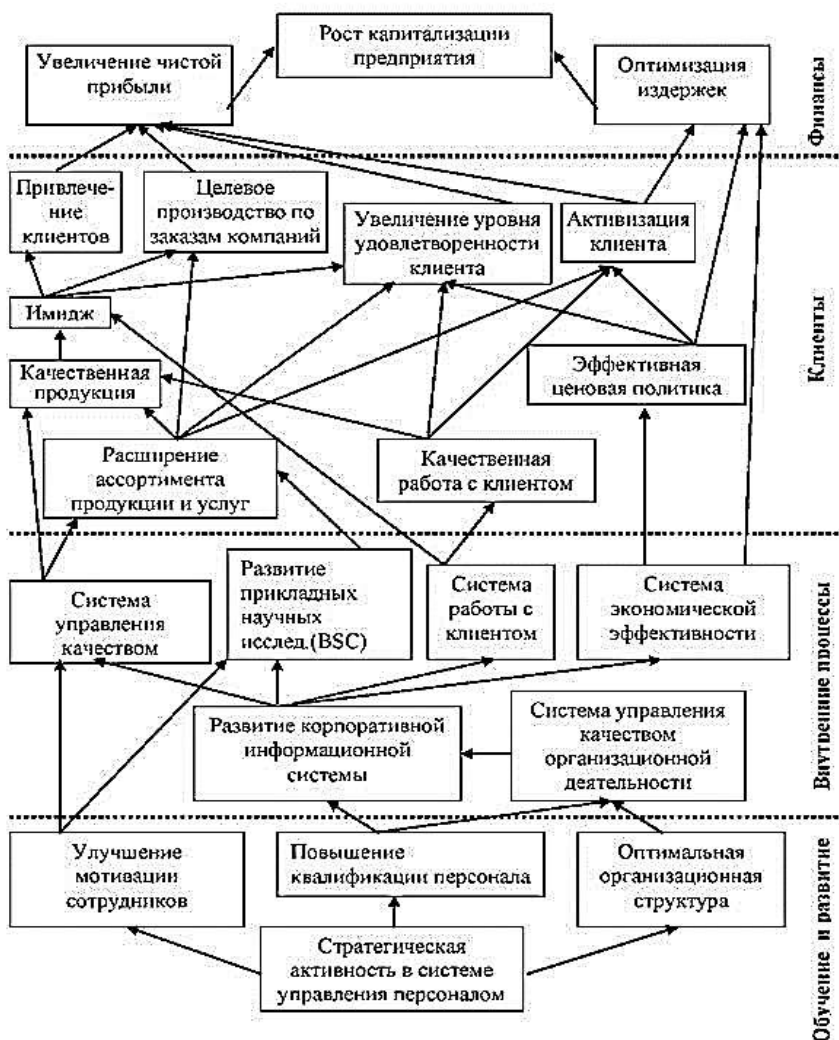 Рост капитализации
предприятия
Увеличение чистой
прибыли
Оптимизация
издержек
Финансы
Привлече-
ние
клиентов
Целевое
производство по
заказам компаний
Увеличение уровня
удовлетворенности
клиента
Активизация
клиента
Имидж
Качественная
продукция
Эффективная
ценовая политика
Клиенты
Расширение
ассортимента
продукции и услуг
Качественная
работа с клиентом
Система
управления
качеством
Развитие
прикладных
научных
исслед.(BSC)
Система
работы с
клиентом
Система
экономической
эффективности
Развитие корпоративной
информационной
системы
Система управления
качеством
организационной
деятельности
Внутренние процессы
Улучшение
мотивации
сотрудников
Повышение
квалификации персонала
Оптимальная
организационная
структура
Стратегическая
активность в системе
управления персоналом
Обучение и развитие